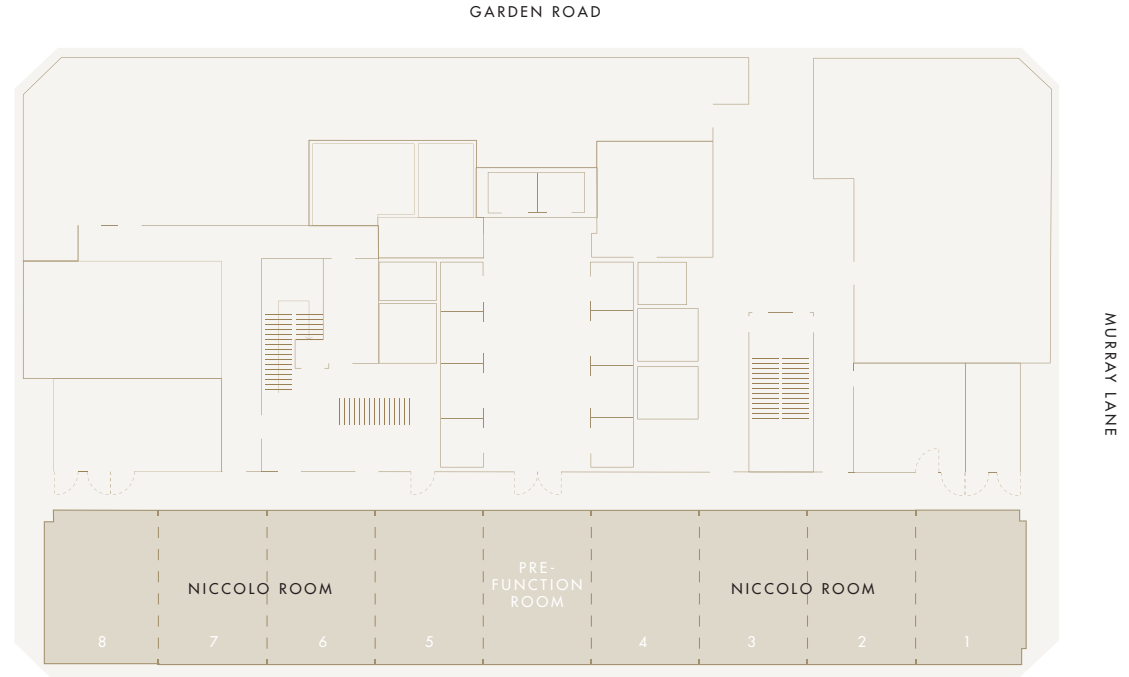 GARDEN ROAD
MURRAY LANE
PRE-
FUNCTION
ROOM
NICCOLO ROOM
NICCOLO ROOM
8 7 6 5 4 3 2 1